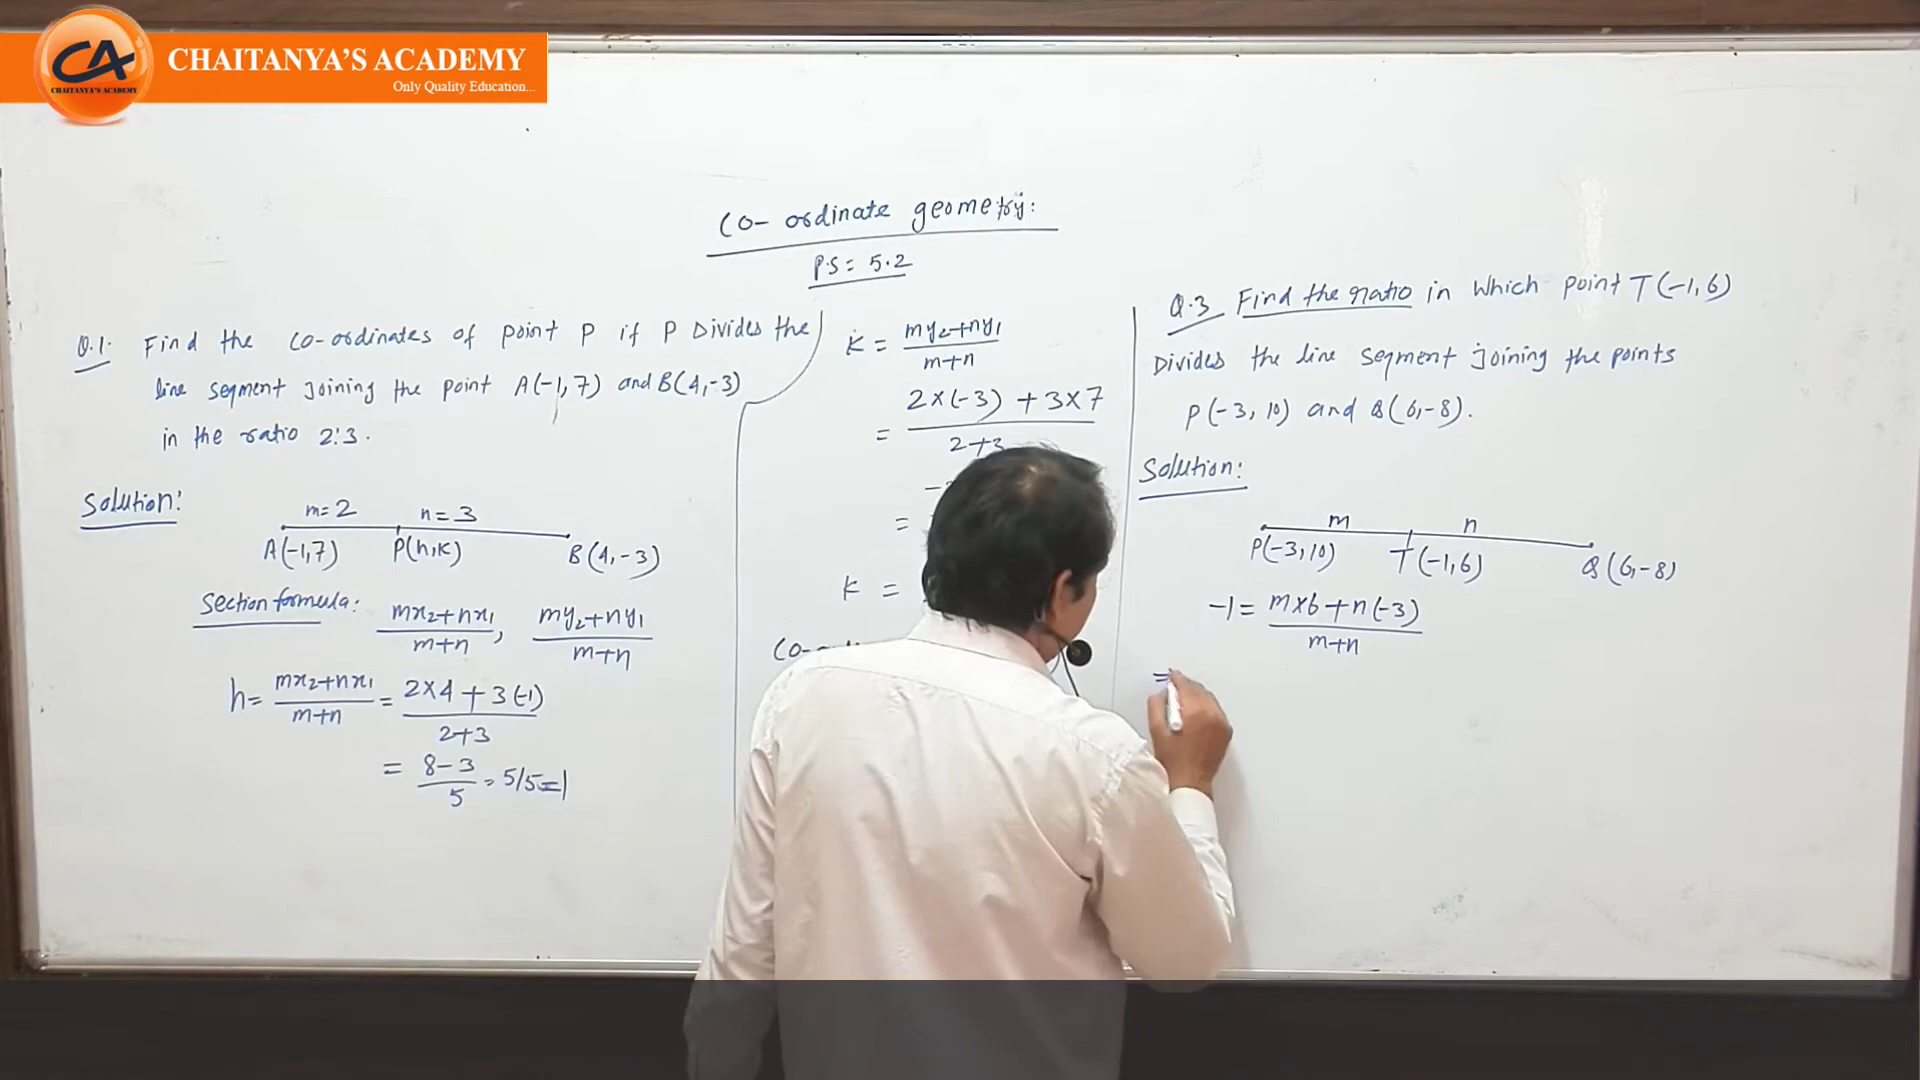 CHAITANYA'S ACADEMY
Only Quality Education...
CA
CHAITANYA'S ACADEMY
Co-ordinate geometry:
P.S = 5.2
Q.1. Find the co-ordinates of point P if P Divides the
line segment joining the point A(-1,7) and B(4,-3)
in the ratio 2:3.
Solution:
m=2 n=3
A(-1,7) P(h,k) B(4,-3)
Section formula: mx₂+nx₁/m+n, my₂+ny₁/m+n
h= mx₂+nx₁/m+n = 2×4+3(-1)/2+3
= 8-3/5 = 5/5=1
K = my₂+ny₁/m+n
= 2×(-3)+3×7/2+3
=
K =
Q.3 Find the ratio in which point T(-1,6)
Divides the line segment joining the points
P(-3,10) and Q(6,-8).
Solution:
m n
P(-3,10) T(-1,6) Q(6,-8)
-1= m×6+n(-3)/m+n
=